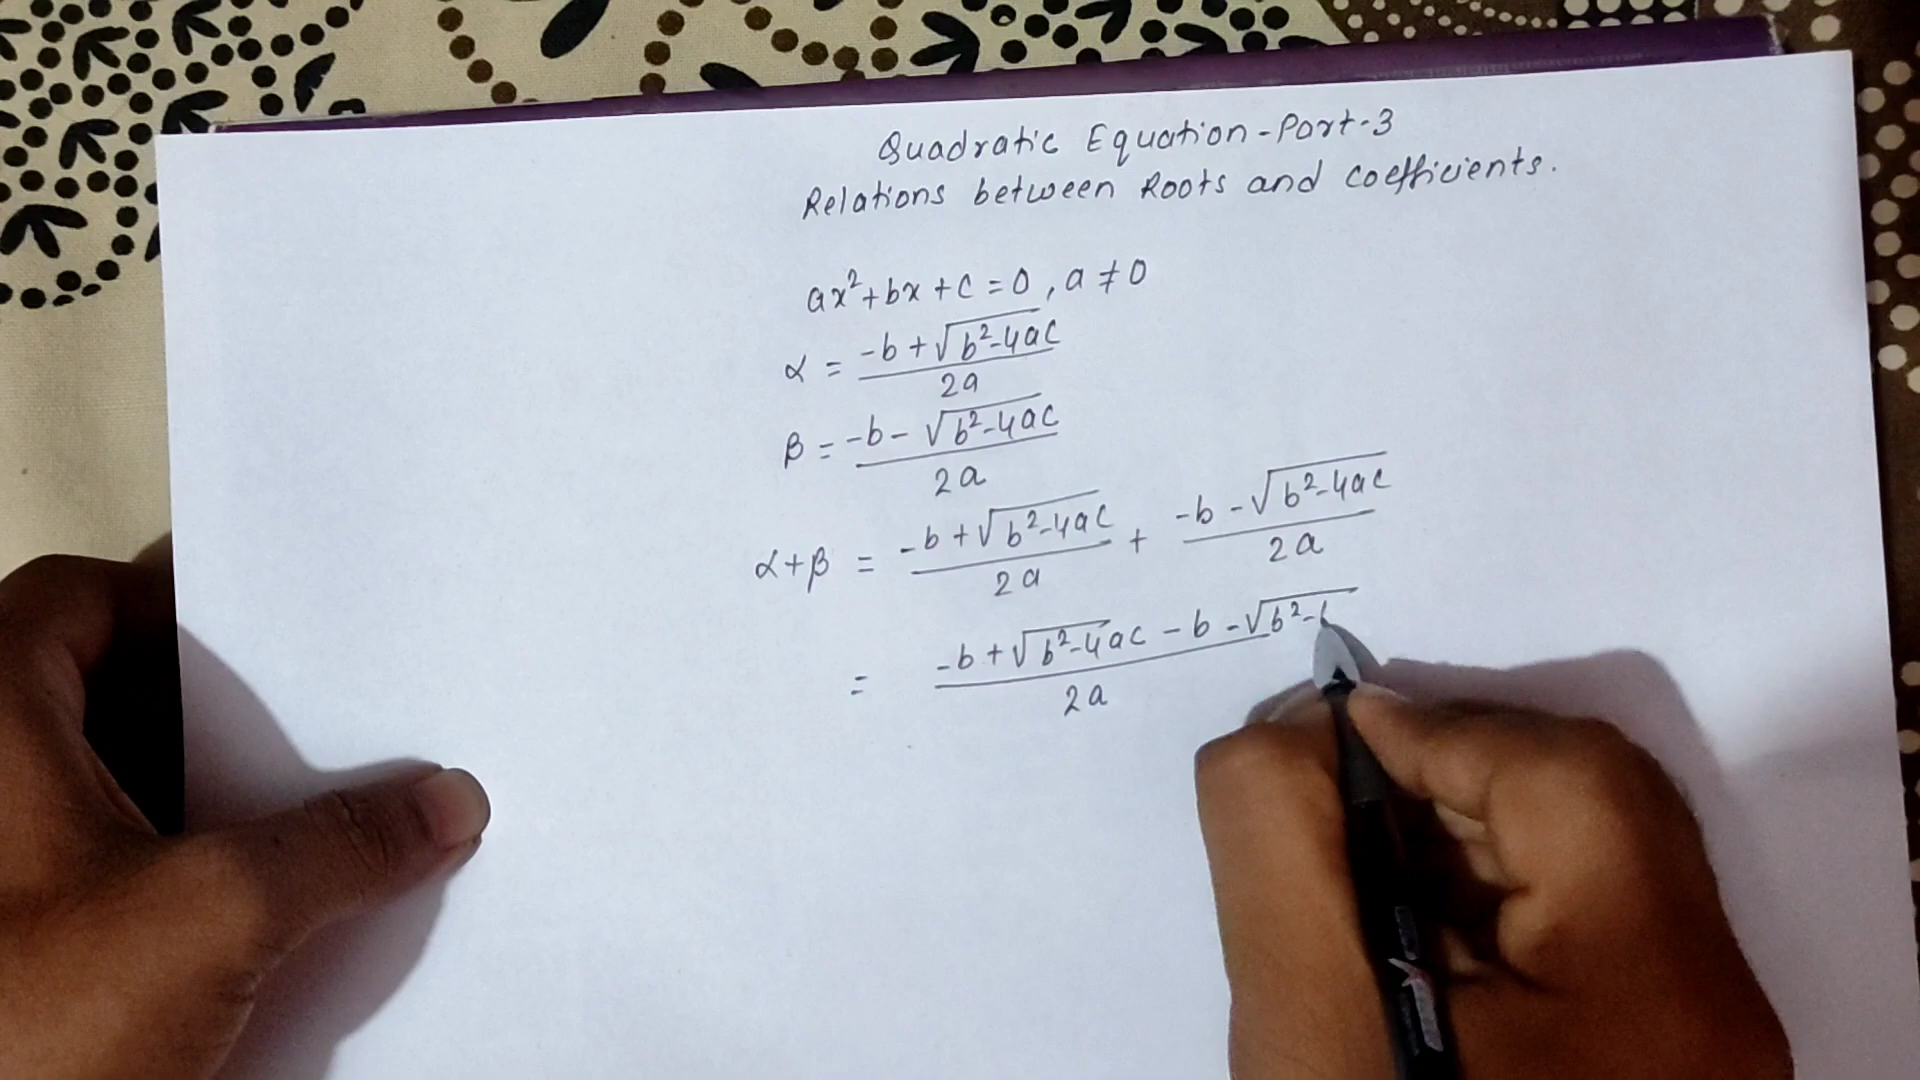 Quadratic Equation-Part-3
Relations between Roots and coefficients.
ax²+bx+c=0, a≠0
α = (-b+√(b²-4ac))/2a
β = (-b-√(b²-4ac))/2a
α+β = (-b+√(b²-4ac))/2a + (-b-√(b²-4ac))/2a
= (-b+√(b²-4ac) -b-√(b²-
2a